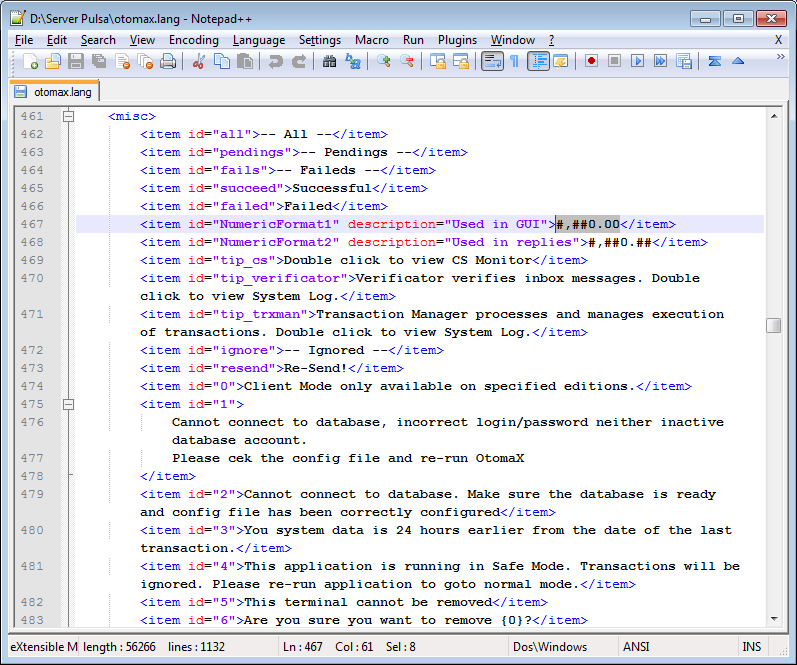 D:\Server Pulsa\otomax.lang - Notepad++
File Edit Search View Encoding Language Settings Macro Run Plugins Window ? X
otomax.lang
461 <misc>
462 <item id="all">-- All --</item>
463 <item id="pendings">-- Pendings --</item>
464 <item id="fails">-- Faileds --</item>
465 <item id="succeed">Successful</item>
466 <item id="failed">Failed</item>
467 <item id="NumericFormat1" description="Used in GUI">#,##0.00</item>
468 <item id="NumericFormat2" description="Used in replies">#,##0.##</item>
469 <item id="tip_cs">Double click to view CS Monitor</item>
470 <item id="tip_verificator">Verificator verifies inbox messages. Double
click to view System Log.</item>
471 <item id="tip_trxman">Transaction Manager processes and manages execution
of transactions. Double click to view System Log.</item>
472 <item id="ignore">-- Ignored --</item>
473 <item id="resend">Re-Send!</item>
474 <item id="0">Client Mode only available on specified editions.</item>
475 <item id="1">
476 Cannot connect to database, incorrect login/password neither inactive
database account.
477 Please cek the config file and re-run OtomaX
478 </item>
479 <item id="2">Cannot connect to database. Make sure the database is ready
and config file has been correctly configured</item>
480 <item id="3">You system data is 24 hours earlier from the date of the last
transaction.</item>
481 <item id="4">This application is running in Safe Mode. Transactions will be
ignored. Please re-run application to goto normal mode.</item>
482 <item id="5">This terminal cannot be removed</item>
483 <item id="6">Are you sure you want to remove {0}?</item>
eXtensible M length : 56266 lines : 1132 Ln : 467 Col : 61 Sel : 8 Dos\Windows ANSI INS